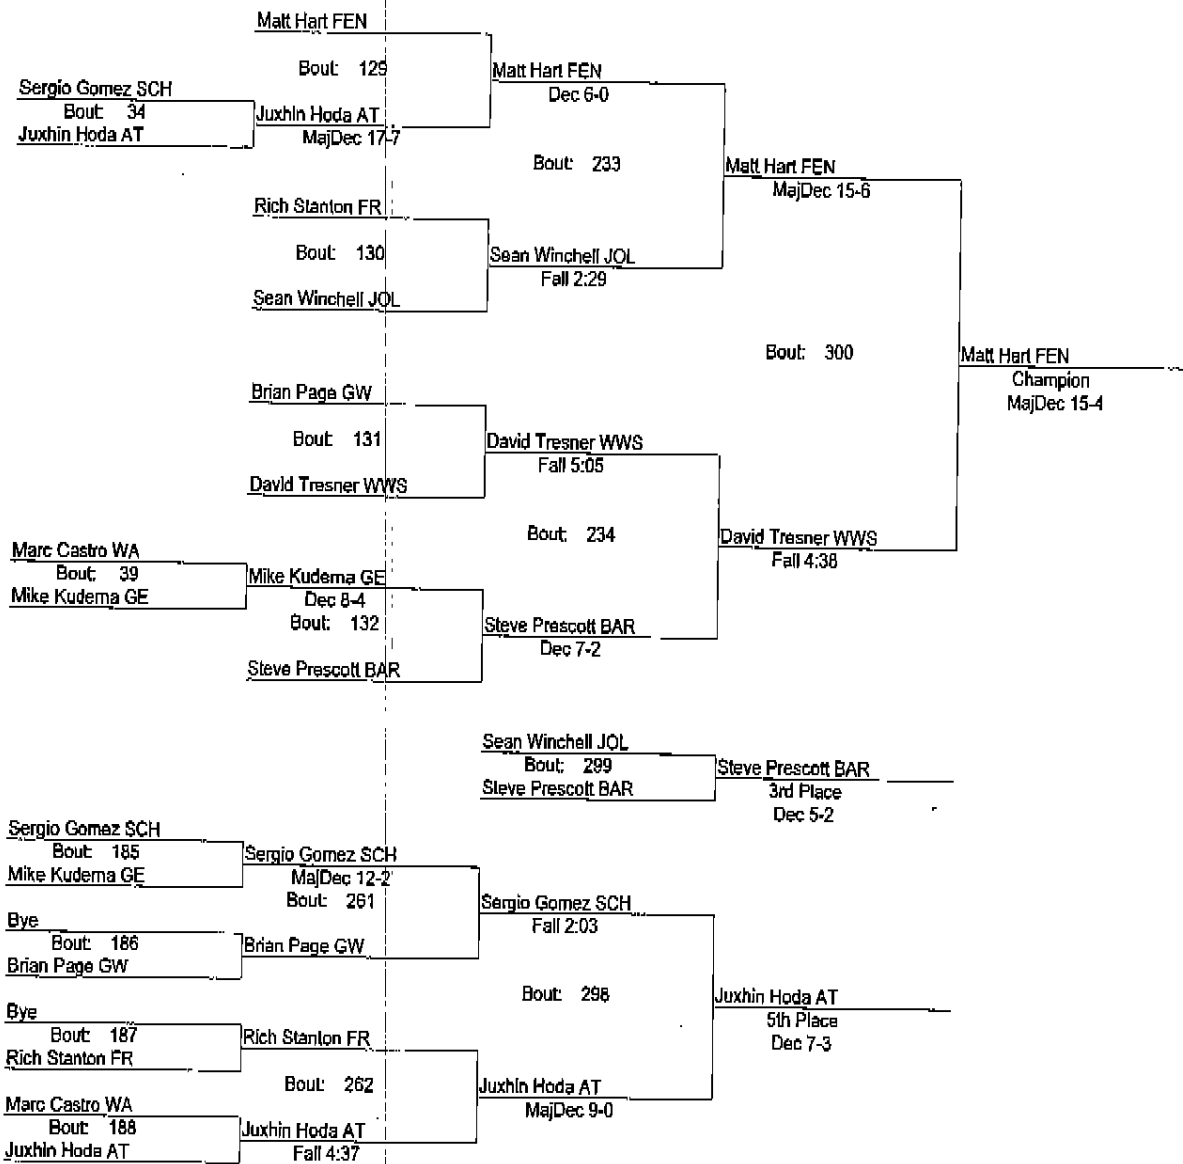 Matt Hart FEN
Bout: 129
Matt Hart FEN
Dec 6-0
Sergio Gomez SCH
Bout: 34
Juxhin Hoda AT
Juxhin Hoda AT
MajDec 17-7
Bout: 233
Matt Hart FEN
MajDec 15-6
Rich Stanton FR
Bout: 130
Sean Winchell JOL
Fall 2:29
Sean Winchell JOL
Bout: 300
Matt Hart FEN
Champion
MajDec 15-4
Brian Page GW
Bout: 131
David Tresner WWS
Fall 5:05
David Tresner WWS
Bout: 234
David Tresner WWS
Fall 4:38
Marc Castro WA
Bout: 39
Mike Kudema GE
Mike Kudema GE
Dec 8-4
Bout: 132
Steve Prescott BAR
Dec 7-2
Steve Prescott BAR
Sean Winchell JOL
Bout: 299
Steve Prescott BAR
Steve Prescott BAR
3rd Place
Dec 5-2
Sergio Gomez SCH
Bout: 185
Mike Kudema GE
Sergio Gomez SCH
MajDec 12-2
Bout: 261
Sergio Gomez SCH
Fall 2:03
Bye
Bout: 186
Brian Page GW
Brian Page GW
Bout: 298
Juxhin Hoda AT
5th Place
Dec 7-3
Bye
Bout: 187
Rich Stanton FR
Rich Stanton FR
Bout: 262
Juxhin Hoda AT
MajDec 9-0
Marc Castro WA
Bout: 188
Juxhin Hoda AT
Juxhin Hoda AT
Fall 4:37